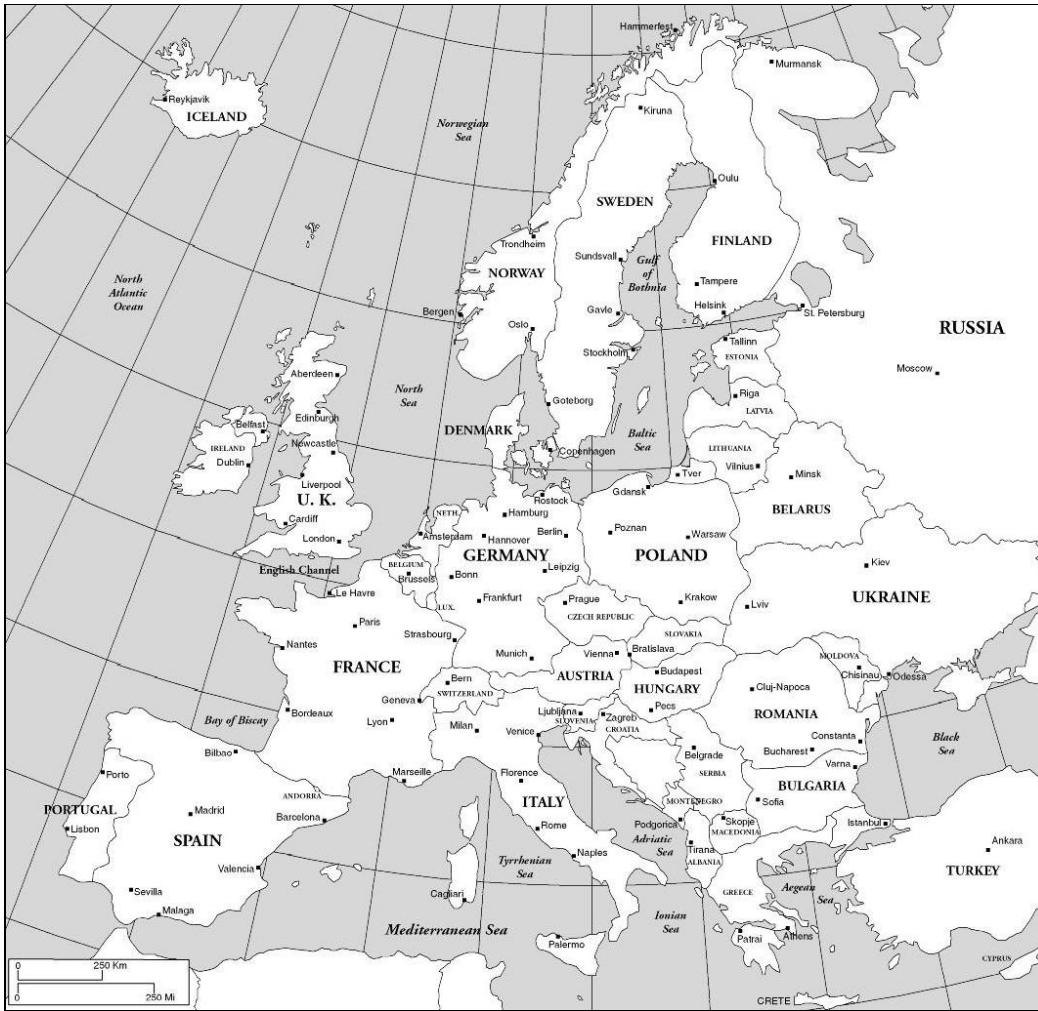 Hammerfest
Murmansk
Reykjavik
ICELAND
Kiruna
Norwegian
Sea
Oulu
SWEDEN
FINLAND
Trondheim
NORWAY
Sundsvall
Gulf
of
Bothnia
North
Atlantic
Ocean
Tampere
Bergen
Gavle
Helsink
St. Petersburg
Oslo
RUSSIA
Tallinn
ESTONIA
Stockholm
Moscow
Aberdeen
North
Sea
Goteborg
Riga
LATVIA
Edinburgh
Belfast
DENMARK
Baltic
Sea
Newcastle
IRELAND
Copenhagen
LITHUANIA
Dublin
Vilnius
Tver
Minsk
Liverpool
U. K.
Gdansk
Rostock
BELARUS
NETH.
Hamburg
Cardiff
Poznan
Warsaw
London
Amsterdam
Hannover
Berlin
GERMANY
POLAND
English Channel
BELGIUM
Brussels
Bonn
Leipzig
Kiev
Le Havre
LUX.
Frankfurt
Prague
CZECH REPUBLIC
Krakow
Lviv
UKRAINE
Paris
Strasbourg
SLOVAKIA
Nantes
Munich
Vienna
Bratislava
MOLDOVA
FRANCE
AUSTRIA
Budapest
Chisinau
Odessa
Bern
SWITZERLAND
HUNGARY
Cluj-Napoca
Geneva
Bordeaux
Lyon
Ljubljana
SLOVENIA
Zagreb
CROATIA
Pecs
ROMANIA
Bay of Biscay
Milan
Venice
Constanta
Black
Sea
Bilbao
Belgrade
SERBIA
Bucharest
Varna
Porto
Marseille
Florence
BULGARIA
ANDORRA
MONTENEGRO
Sofia
PORTUGAL
Madrid
Barcelona
ITALY
Podgorica
Skopje
MACEDONIA
Istanbul
Lisbon
SPAIN
Rome
Adriatic
Sea
Tirana
ALBANIA
Ankara
TURKEY
Valencia
Tyrrhenian
Sea
Naples
Sevilla
Cagliari
GREECE
Aegean
Sea
Malaga
Mediterranean Sea
Ionian
Sea
Patrai
Athens
Palermo
CYPRUS
0 250 Km
0 250 Mi
CRETE